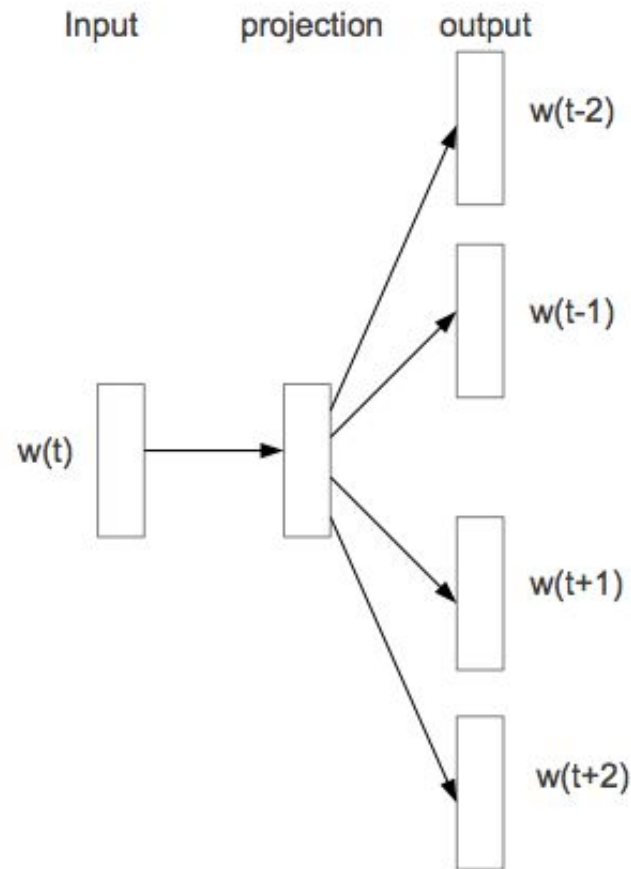 Input projection output
w(t-2)
w(t-1)
w(t)
w(t+1)
w(t+2)